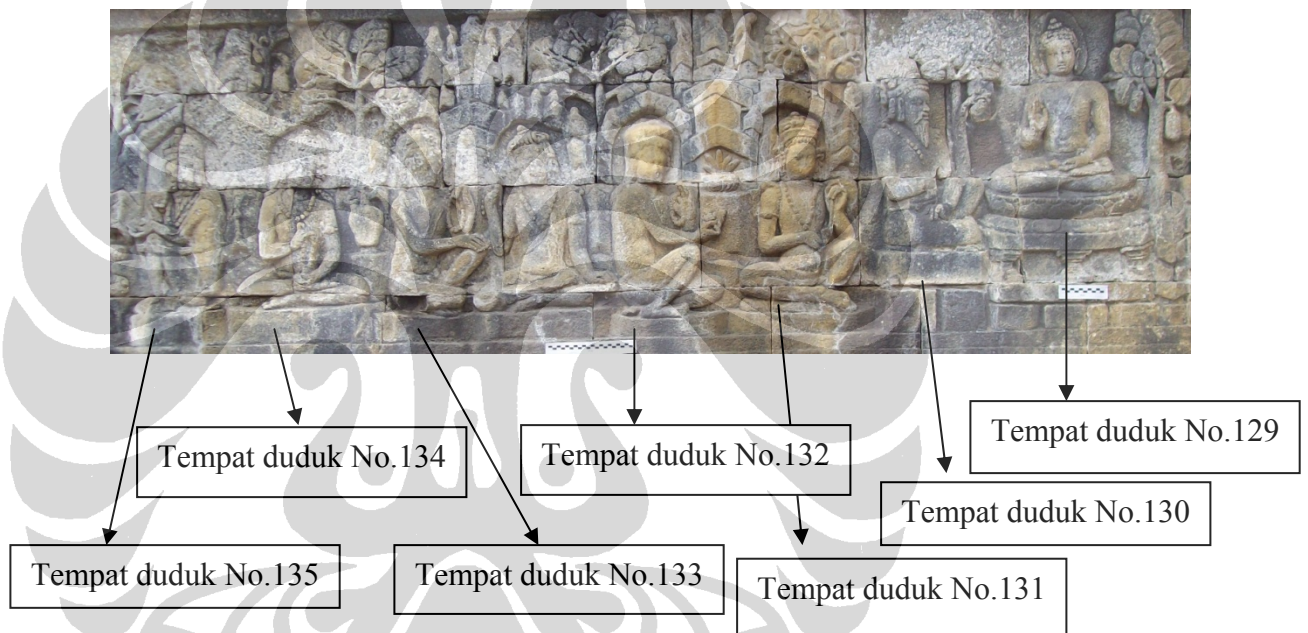 Tempat duduk No.129
Tempat duduk No.134
Tempat duduk No.132
Tempat duduk No.130
Tempat duduk No.135
Tempat duduk No.133
Tempat duduk No.131